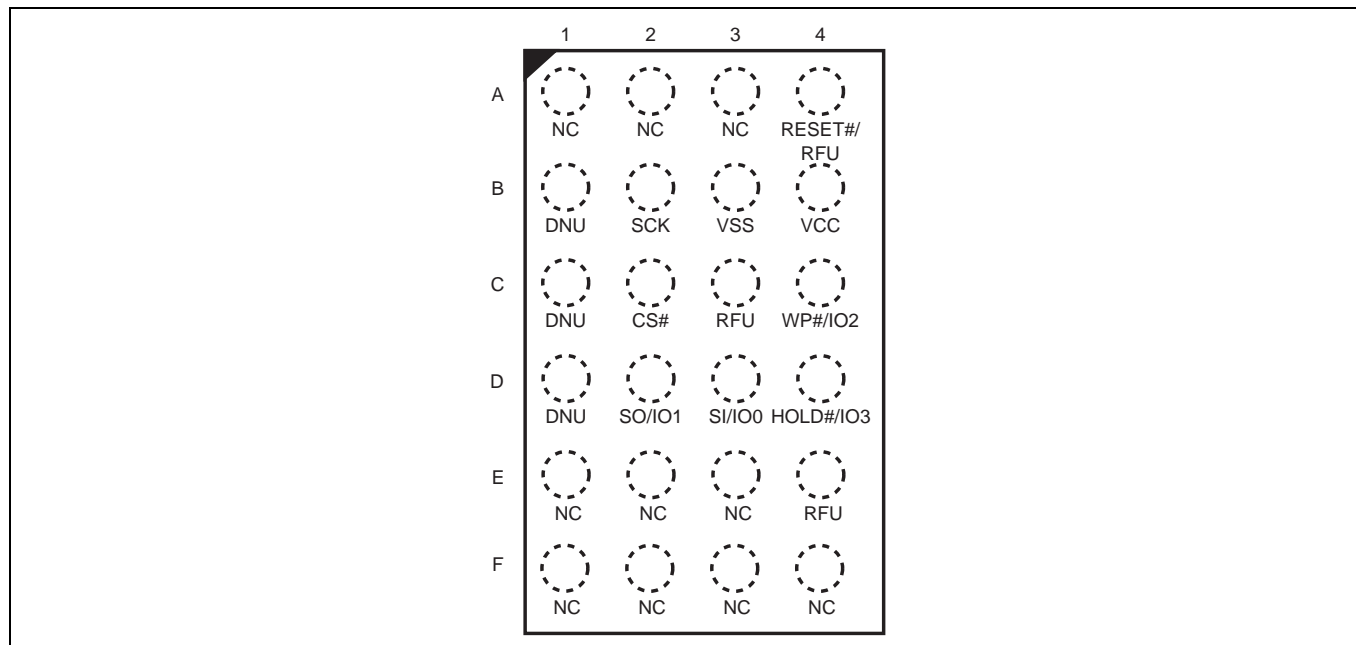 1 2 3 4
A
NC NC NC RESET#/
RFU
B
DNU SCK VSS VCC
C
DNU CS# RFU WP#/IO2
D
DNU SO/IO1 SI/IO0 HOLD#/IO3
E
NC NC NC RFU
F
NC NC NC NC